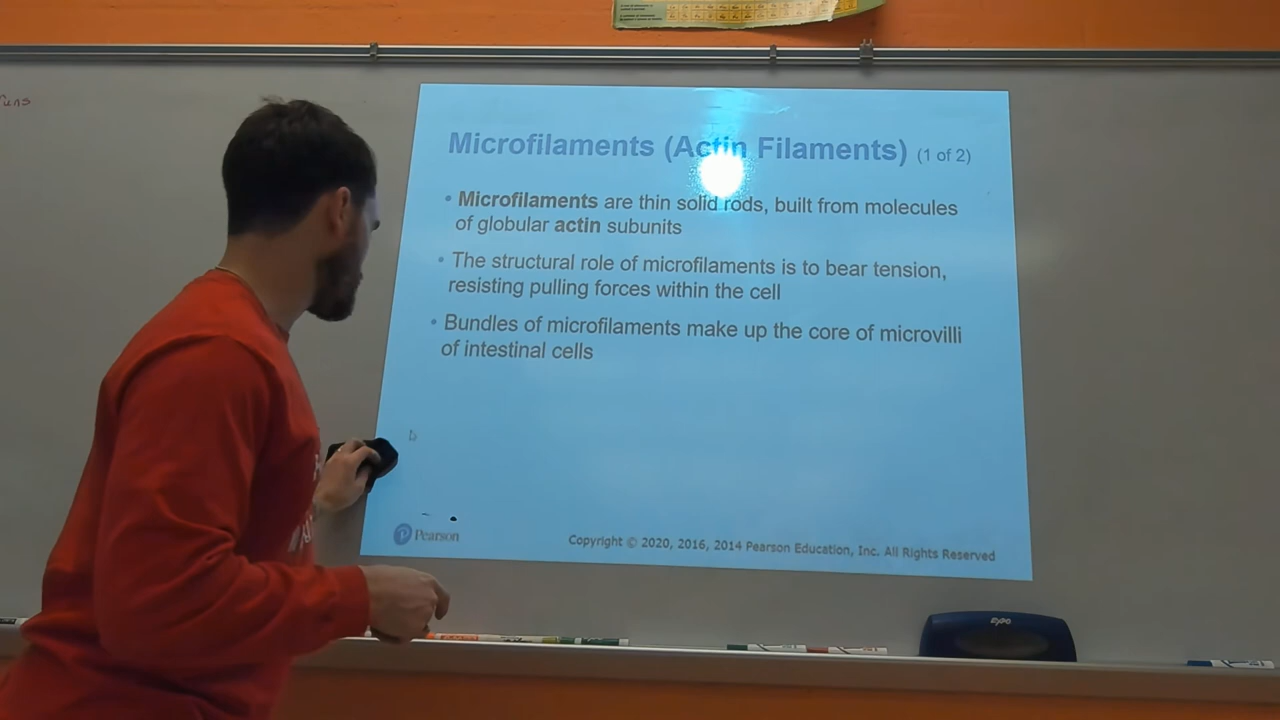 Microfilaments (Actin Filaments) (1 of 2)
• Microfilaments are thin solid rods, built from molecules
of globular actin subunits
• The structural role of microfilaments is to bear tension,
resisting pulling forces within the cell
• Bundles of microfilaments make up the core of microvilli
of intestinal cells
Pearson
Copyright © 2020, 2016, 2014 Pearson Education, Inc. All Rights Reserved
expo